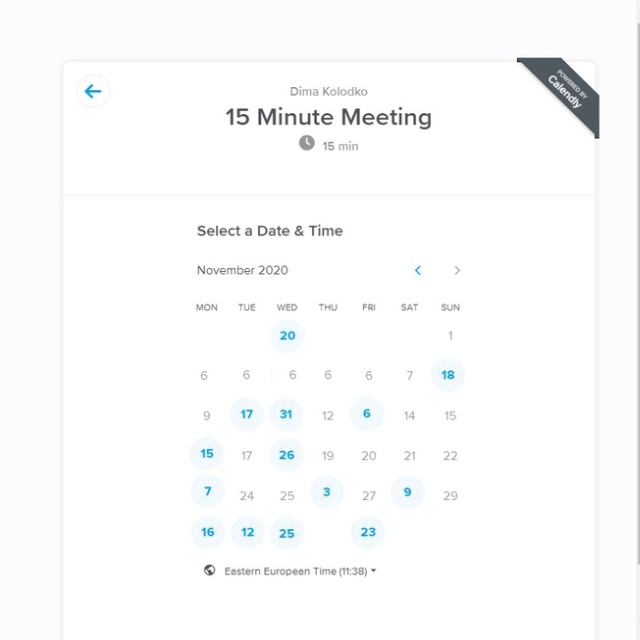 POWERED BY
Calendly
Dima Kolodko
15 Minute Meeting
15 min
Select a Date & Time
November 2020
MON TUE WED THU FRI SAT SUN
20 1
6 6 6 6 6 7 18
9 17 31 12 6 14 15
15 17 26 19 20 21 22
7 24 25 3 27 9 29
16 12 25 23
Eastern European Time (11:38)